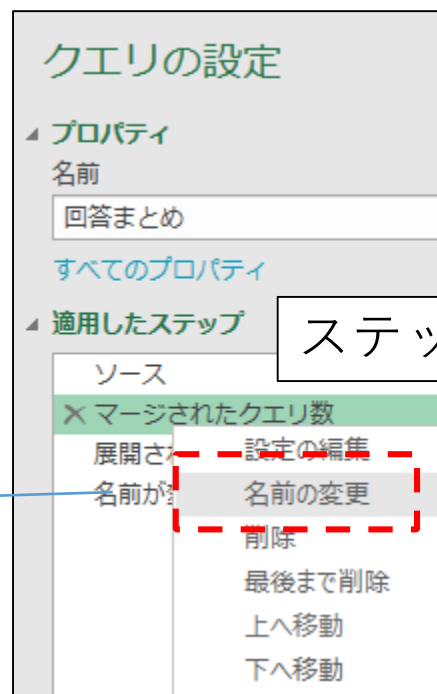 クエリの設定
プロパティ
名前
回答まとめ
すべてのプロパティ
適用したステップ
ステッ
ソース
マージされたクエリ数
展開さ
設定の編集
名前が
名前の変更
削除
最後まで削除
上へ移動
下へ移動